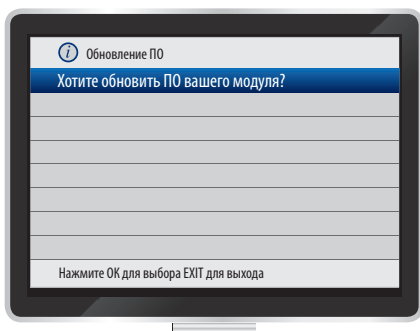 i Обновление ПО
Хотите обновить ПО вашего модуля?
Нажмите OK для выбора EXIT для выхода